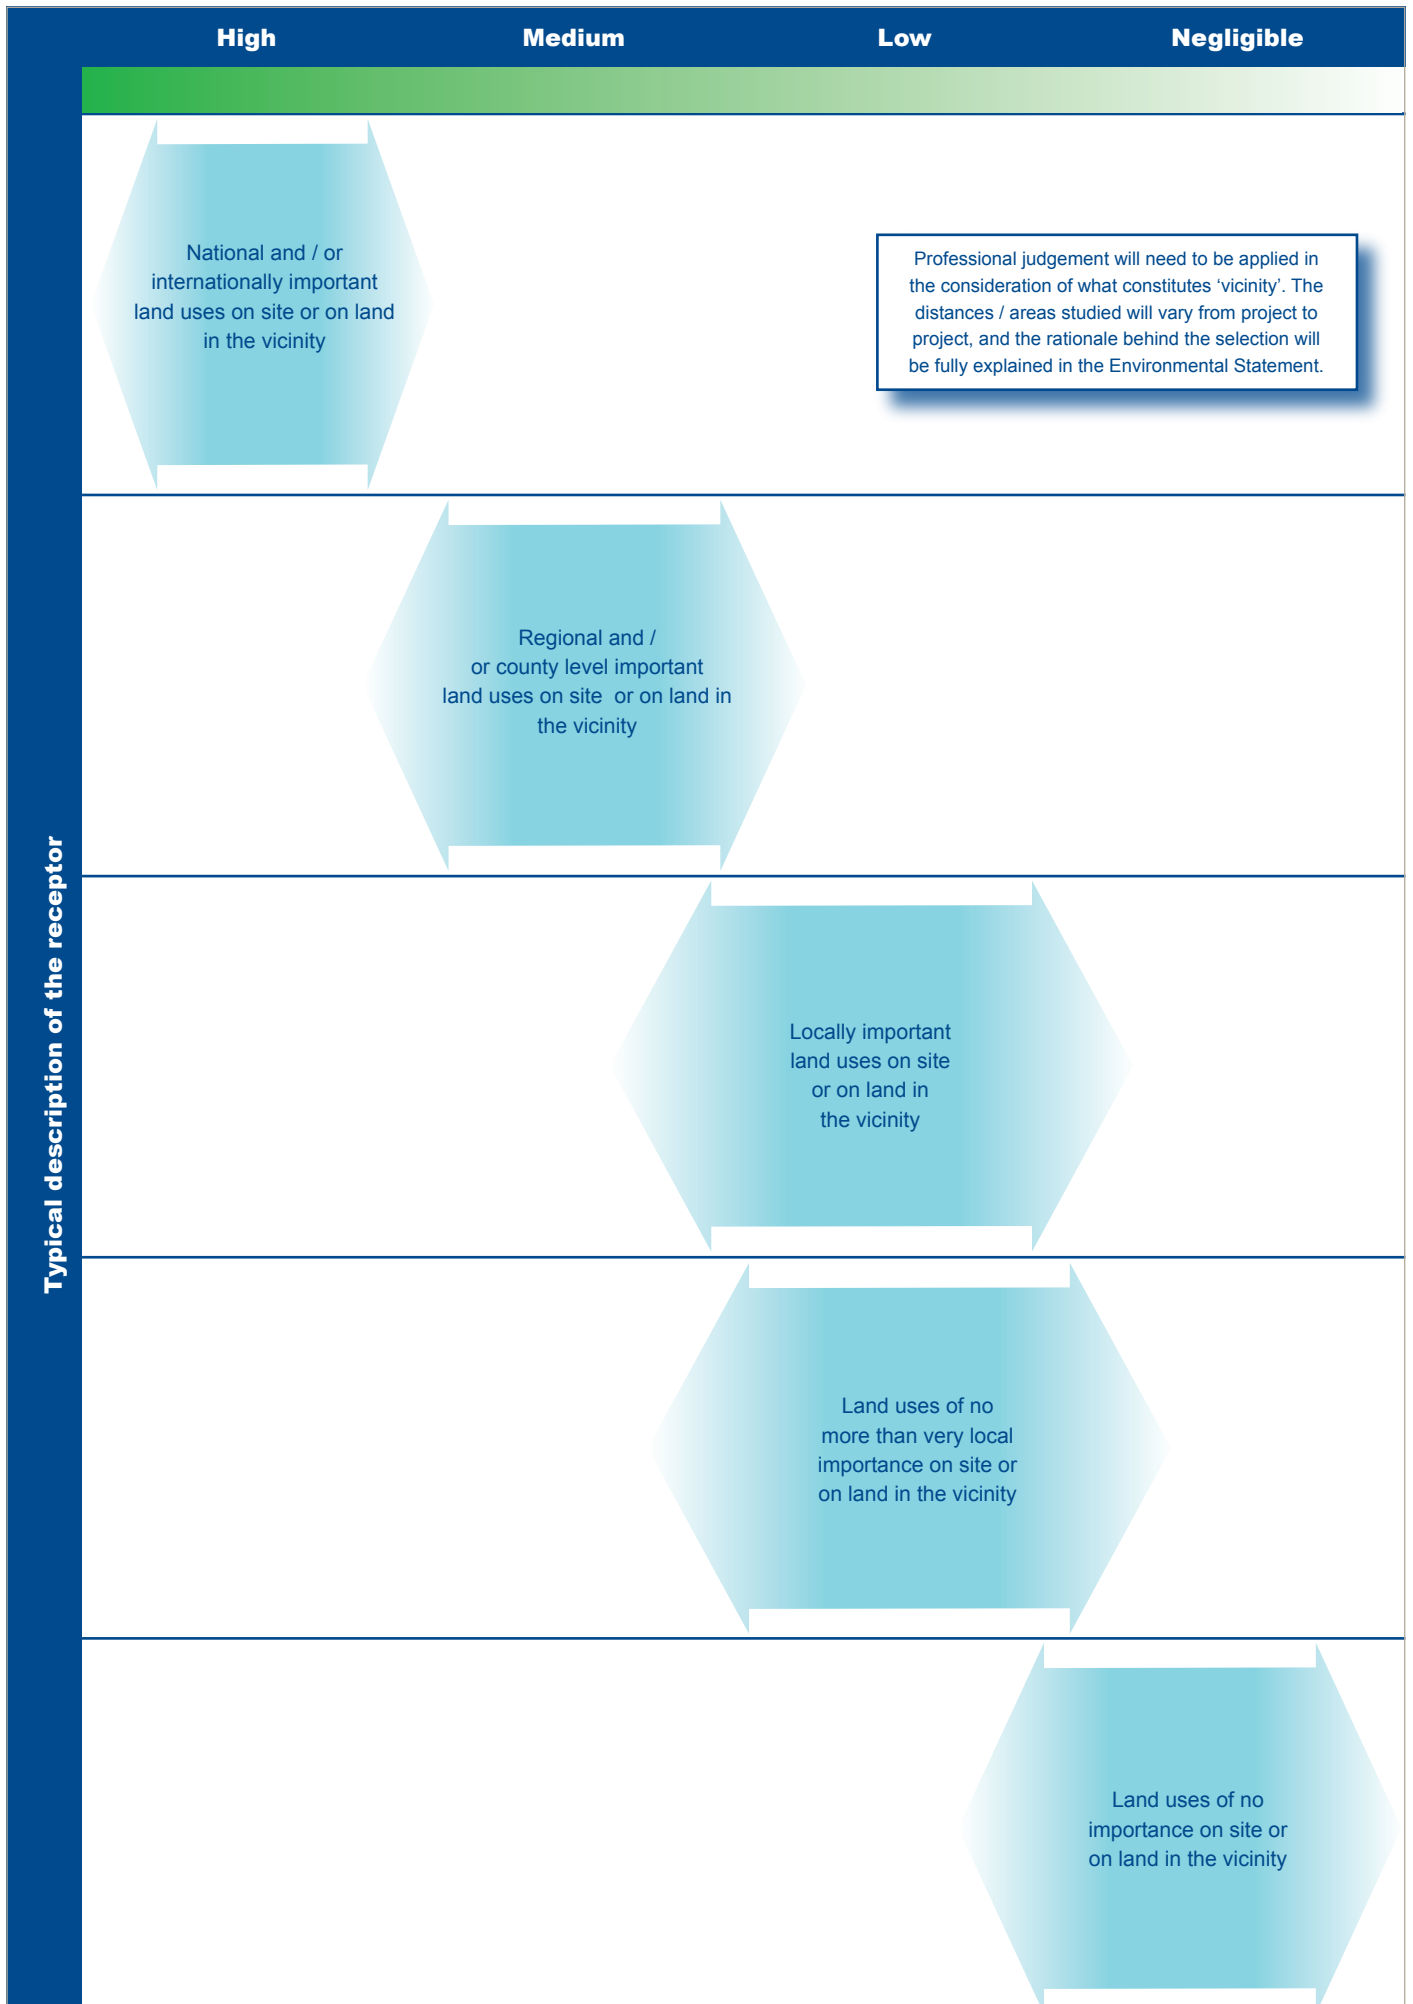 High
Medium
Low
Negligible
Typical description of the receptor
National and / or
internationally important
land uses on site or on land
in the vicinity
Professional judgement will need to be applied in
the consideration of what constitutes ‘vicinity’. The
distances / areas studied will vary from project to
project, and the rationale behind the selection will
be fully explained in the Environmental Statement.
Regional and /
or county level important
land uses on site or on land in
the vicinity
Locally important
land uses on site
or on land in
the vicinity
Land uses of no
more than very local
importance on site or
on land in the vicinity
Land uses of no
importance on site or
on land in the vicinity